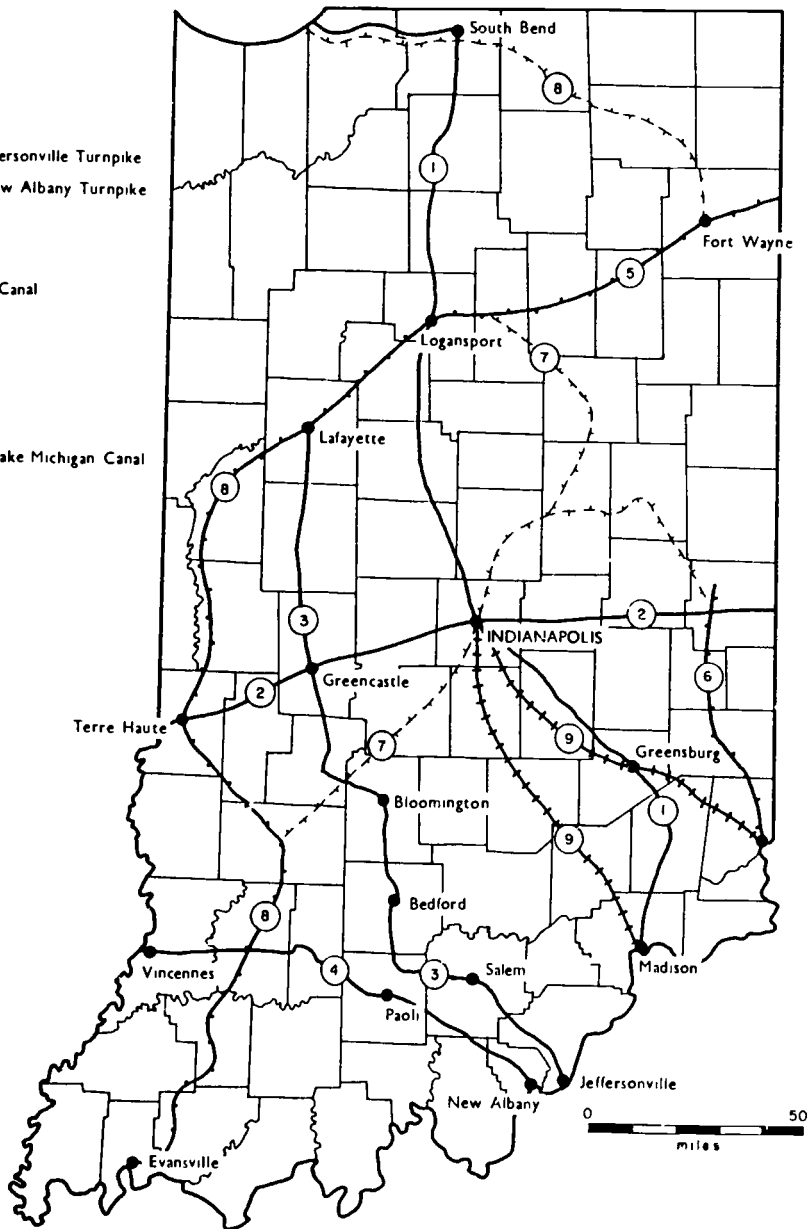 South Bend
8
ersonville Turnpike
1
w Albany Turnpike
Fort Wayne
5
Canal
Logansport
7
Lafayette
ake Michigan Canal
8
3
2
INDIANAPOLIS
6
2
Greencastle
Terre Haute
7
9
Greensburg
Bloomington
1
9
8
Bedford
Vincennes
4
3
Salem
Madison
Paoli
New Albany
Jeffersonville
0
50
miles
Evansville